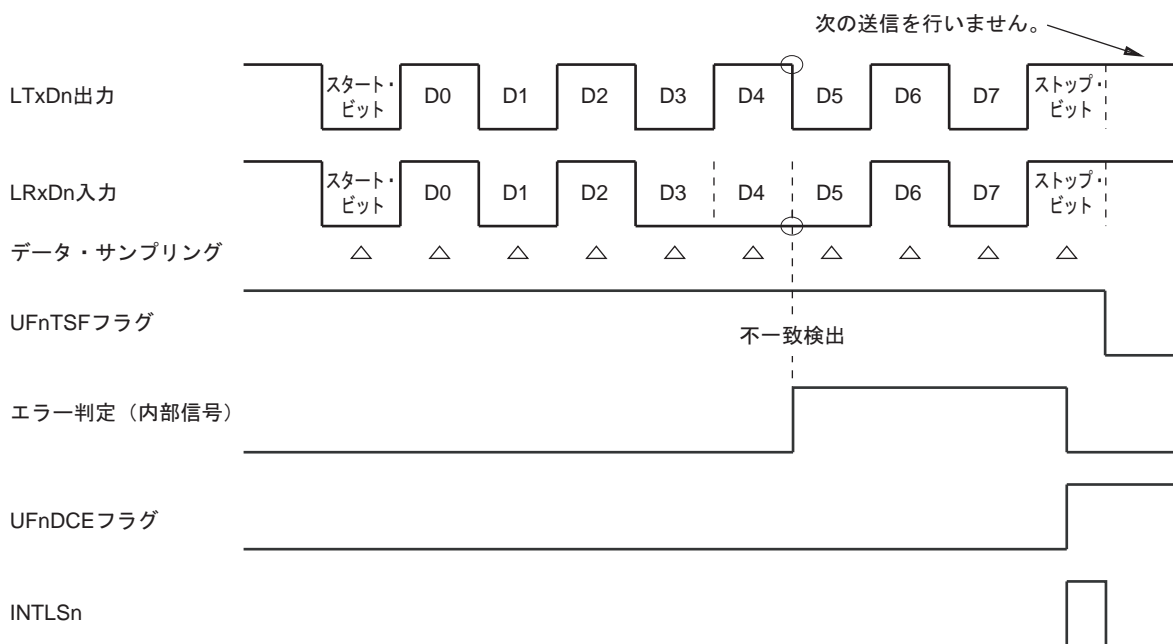 次の送信を行いません。
LTxDn出力
スタート・
ビット
D0
D1
D2
D3
D4
D5
D6
D7
ストップ・
ビット
LRxDn入力
スタート・
ビット
D0
D1
D2
D3
D4
D5
D6
D7
ストップ・
ビット
データ・サンプリング
UFnTSFフラグ
不一致検出
エラー判定（内部信号）
UFnDCEフラグ
INTLSn